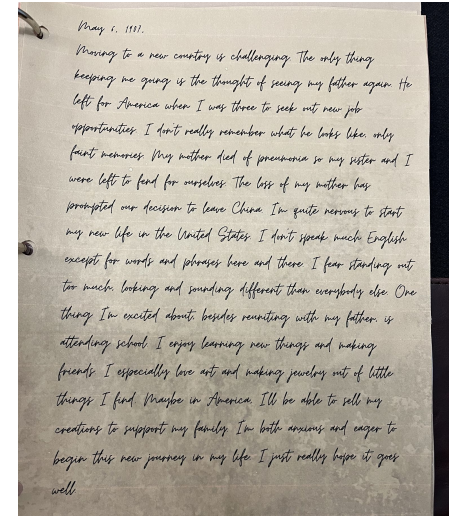 May 6, 1937.
Moving to a new country is challenging. The only thing
keeping me going is the thought of seeing my father again. He
left for America when I was three to seek out new job
opportunities. I don't really remember what he looks like, only
faint memories. My mother died of pneumonia so my sister and I
were left to fend for ourselves. The loss of my mother has
prompted our decision to leave China. I'm quite nervous to start
my new life in the United States. I don't speak much English
except for words and phrases here and there. I fear standing out
too much, looking and sounding different than everybody else. One
thing I'm excited about, besides reuniting with my father, is
attending school. I enjoy learning new things and making
friends. I especially love art and making jewelry out of little
things I find. Maybe in America, I'll be able to sell my
creations to support my family. I'm both anxious and eager to
begin this new journey in my life. I just really hope it goes
well